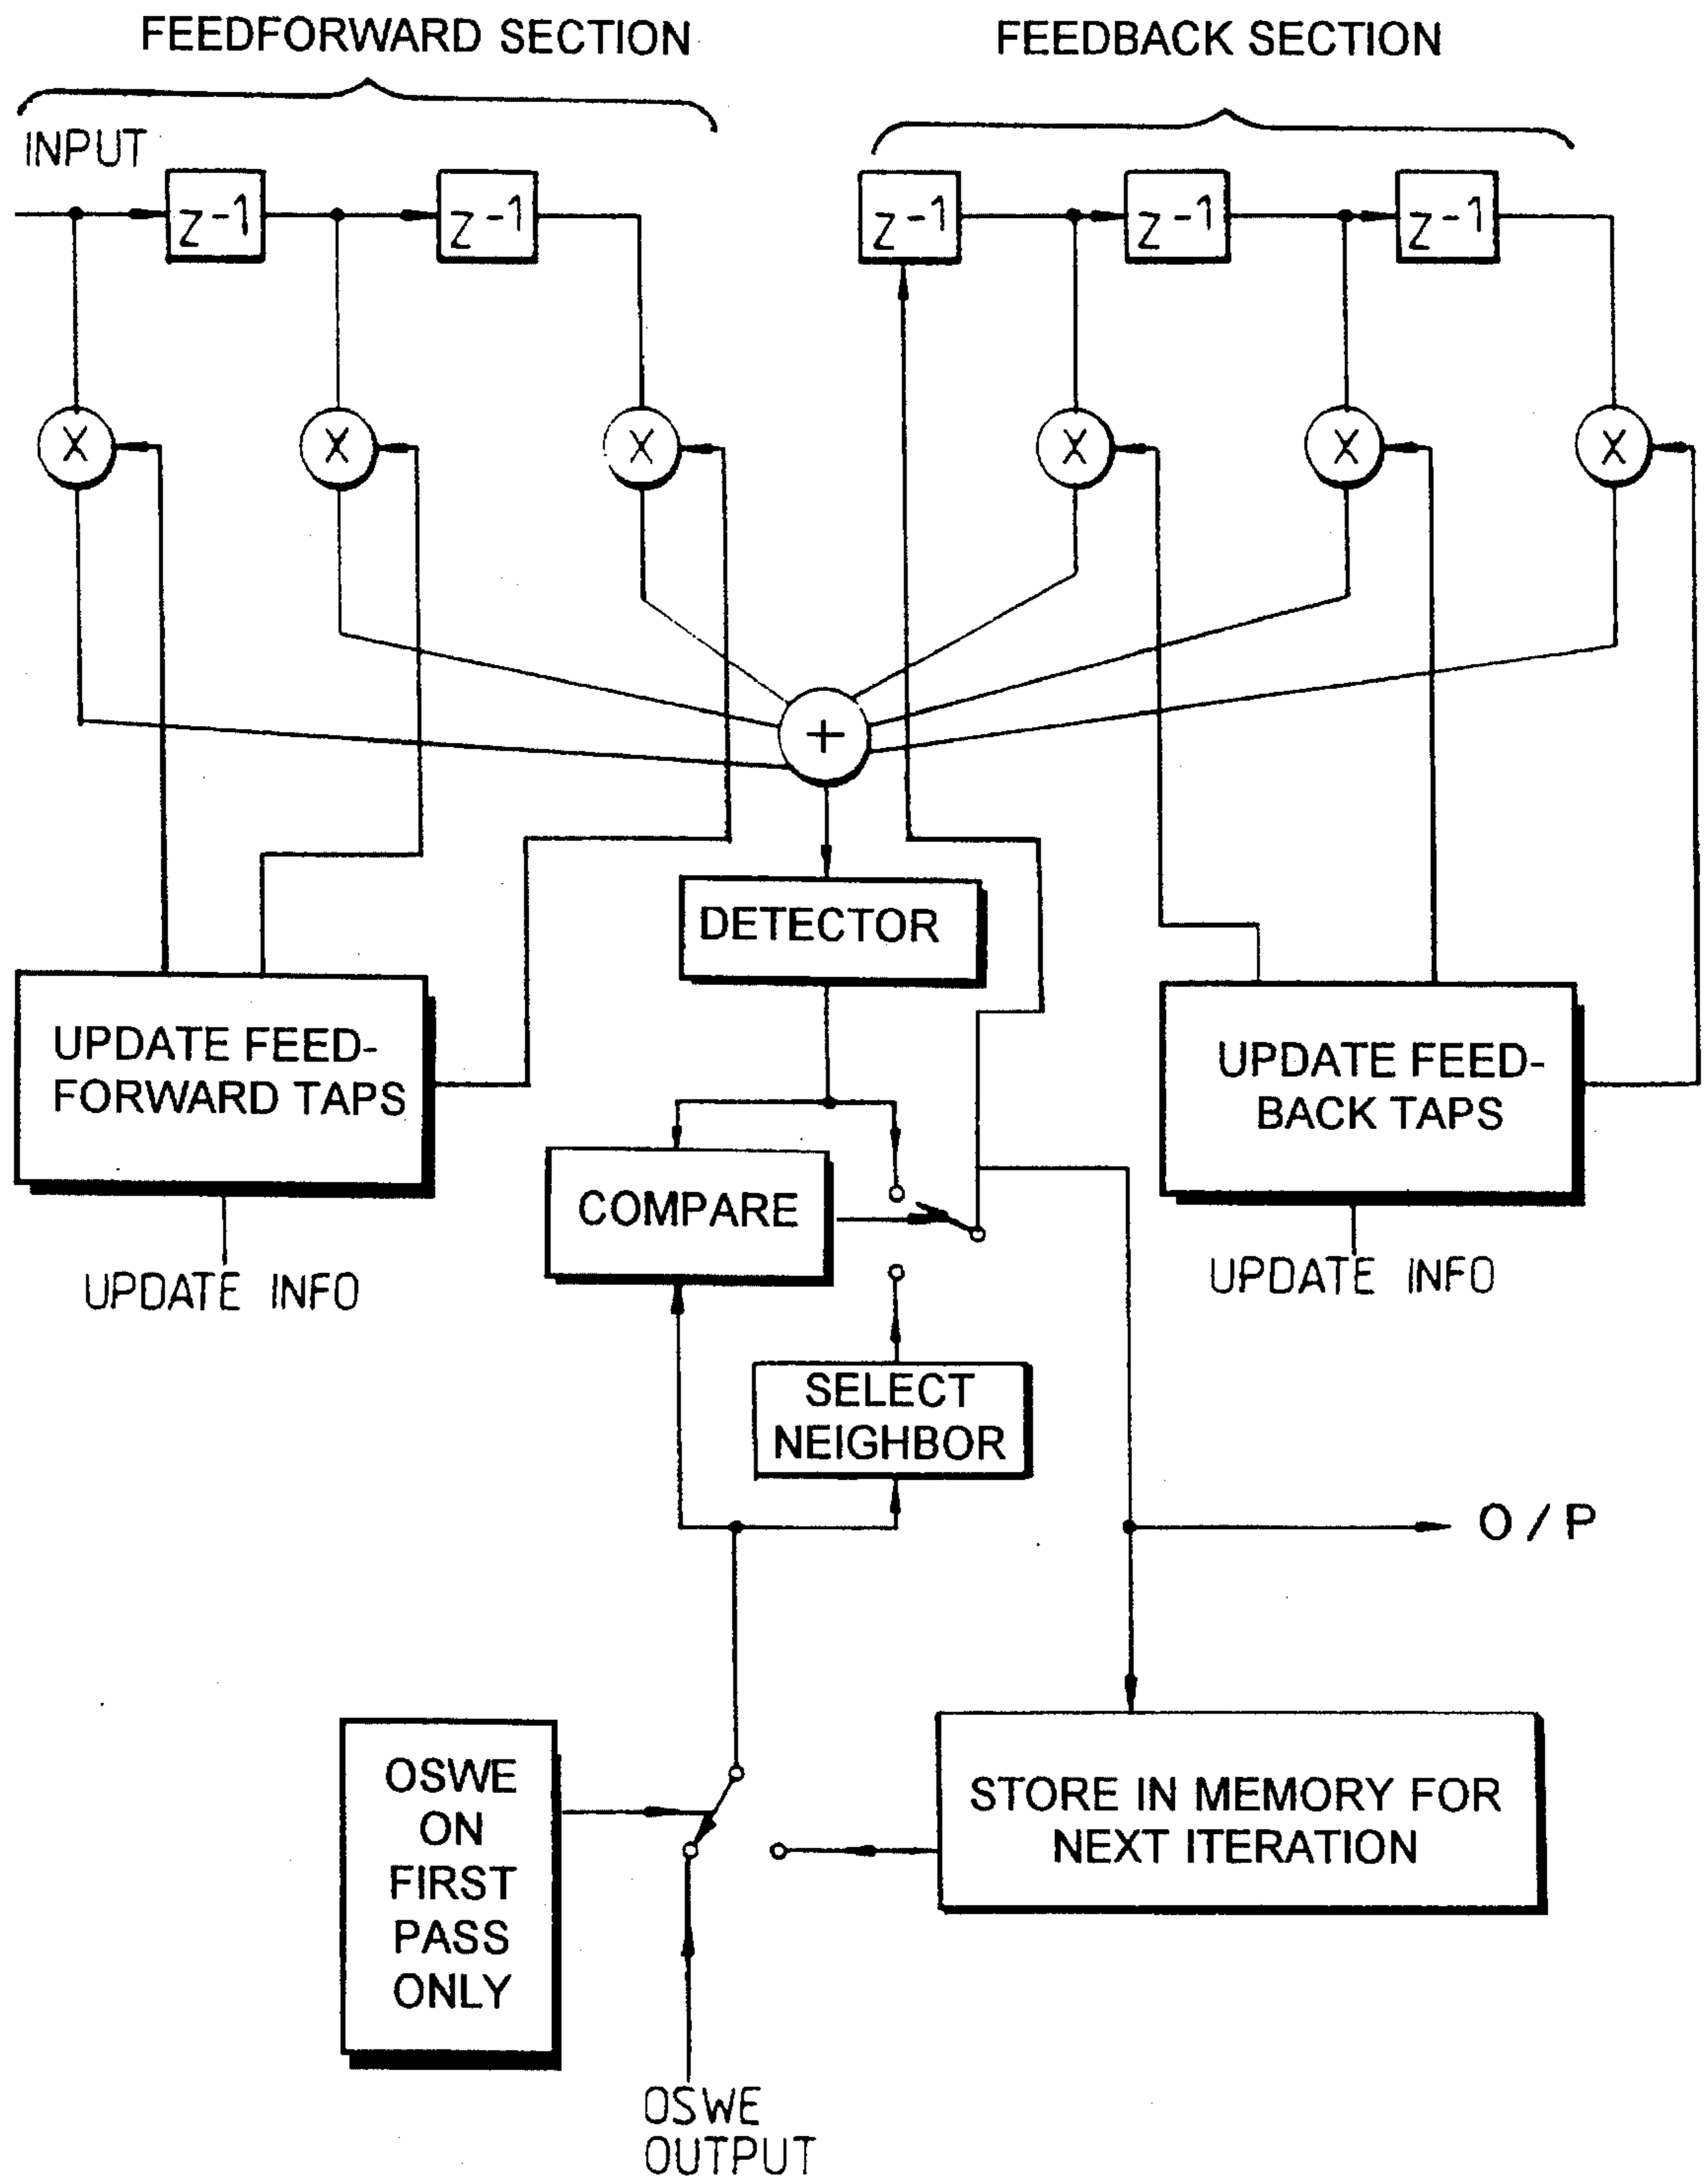 FEEDFORWARD SECTION
FEEDBACK SECTION
INPUT
z-1
z-1
z-1
z-1
z-1
X
X
X
X
X
X
+
DETECTOR
UPDATE FEED-
FORWARD TAPS
UPDATE FEED-
BACK TAPS
COMPARE
UPDATE INFO
UPDATE INFO
SELECT
NEIGHBOR
O / P
OSWE
ON
FIRST
PASS
ONLY
STORE IN MEMORY FOR
NEXT ITERATION
OSWE
OUTPUT